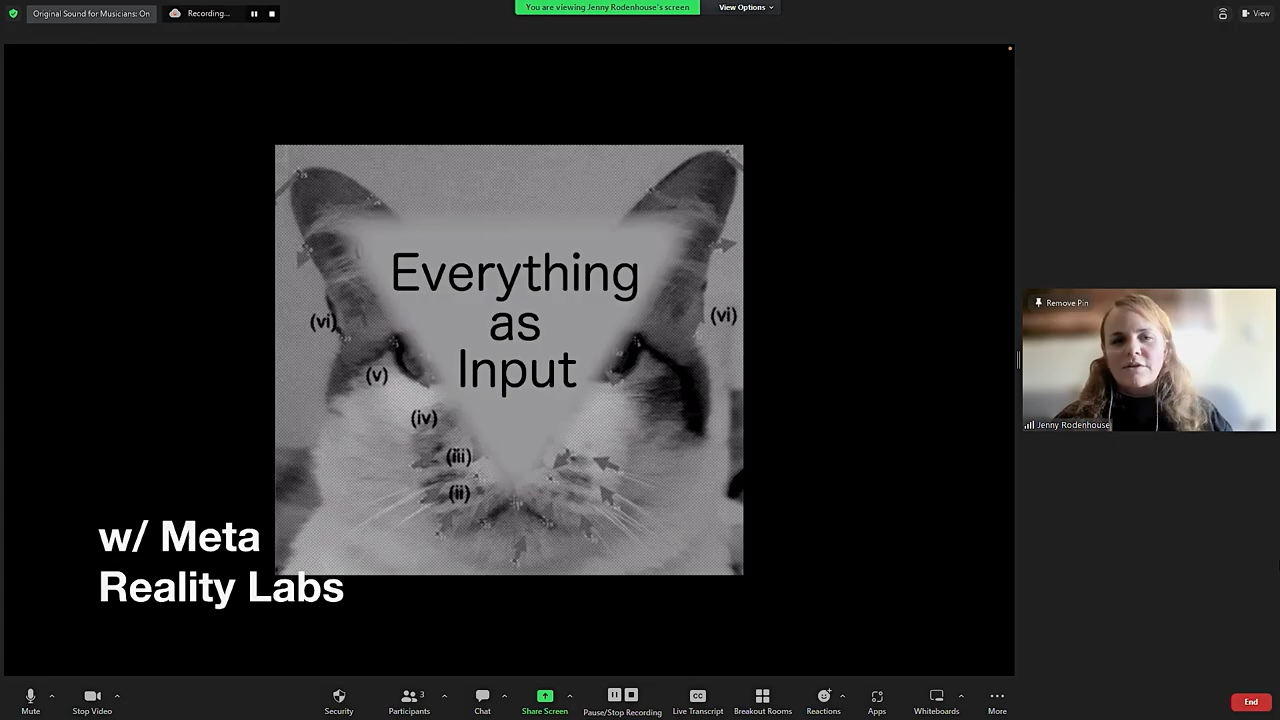 Original Sound for Musicians: On
Recording...
You are viewing Jenny Rodenhouse's screen
View Options
View
Everything
as
Input
(vi)
(vi)
(v)
(iv)
(iii)
(ii)
w/ Meta
Reality Labs
Remove Pin
Jenny Rodenhouse
Mute
Stop Video
Security
Participants
3
Chat
Share Screen
Pause/Stop Recording
CC
Live Transcript
Breakout Rooms
Reactions
Apps
Whiteboards
More
End